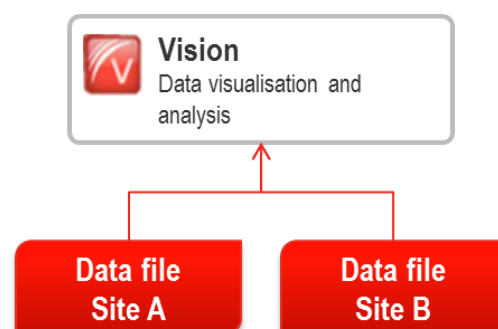 Vision
Data visualisation and
analysis
V
Data file
Site A
Data file
Site B